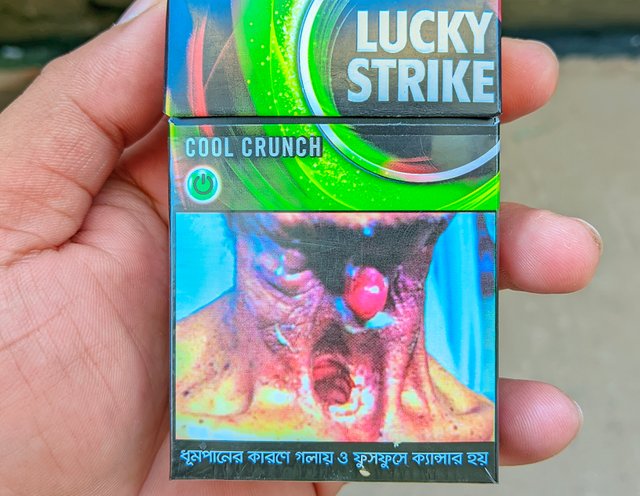 LUCKY
STRIKE
COOL CRUNCH
ধূমপানের কারণে গলায় ও ফুসফুসে ক্যান্সার হয়